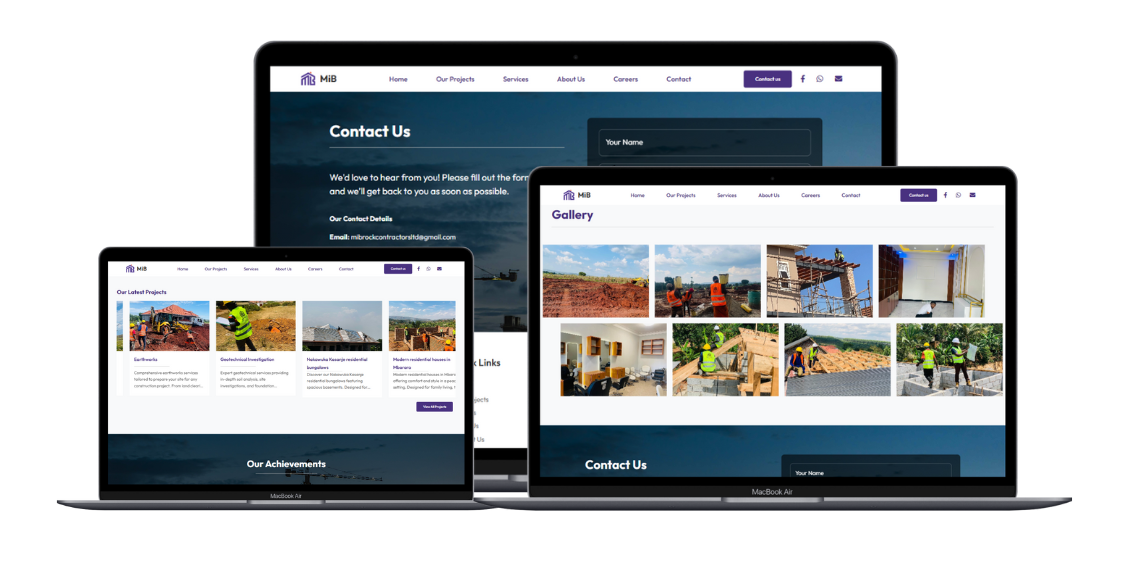 MiB
Home
Our Projects
Services
About Us
Careers
Contact
Contact us
Contact Us
We'd love to hear from you! Please fill out the form
and we'll get back to you as soon as possible.
Our Contact Details
Email: mibrockcontractorsltd@gmail.com
Your Name
Links
jects
s
Us
t Us
MiB
Home
Our Projects
Services
About Us
Careers
Contact
Contact us
Gallery
Contact Us
Your Name
MacBook Air
MiB
Home
Our Projects
Services
About Us
Careers
Contact
Contact us
Our Latest Projects
Earthworks
Comprehensive earthworks services
tailored to prepare your site for any
construction project. From excavation
Geotechnical Investigation
Expert geotechnical services providing
in-depth soil analysis, site
investigations, and foundation...
Nakawuka Kasanje residential
bungalows
Discover our Nakawuka Kasanje
residential bungalows featuring
spacious basements. Designed for...
Modern residential houses in
Mbarara
Modern residential houses in Mbarara
offering comfort and style in a
setting. Designed for family living,
View All Projects
Our Achievements
MacBook Air